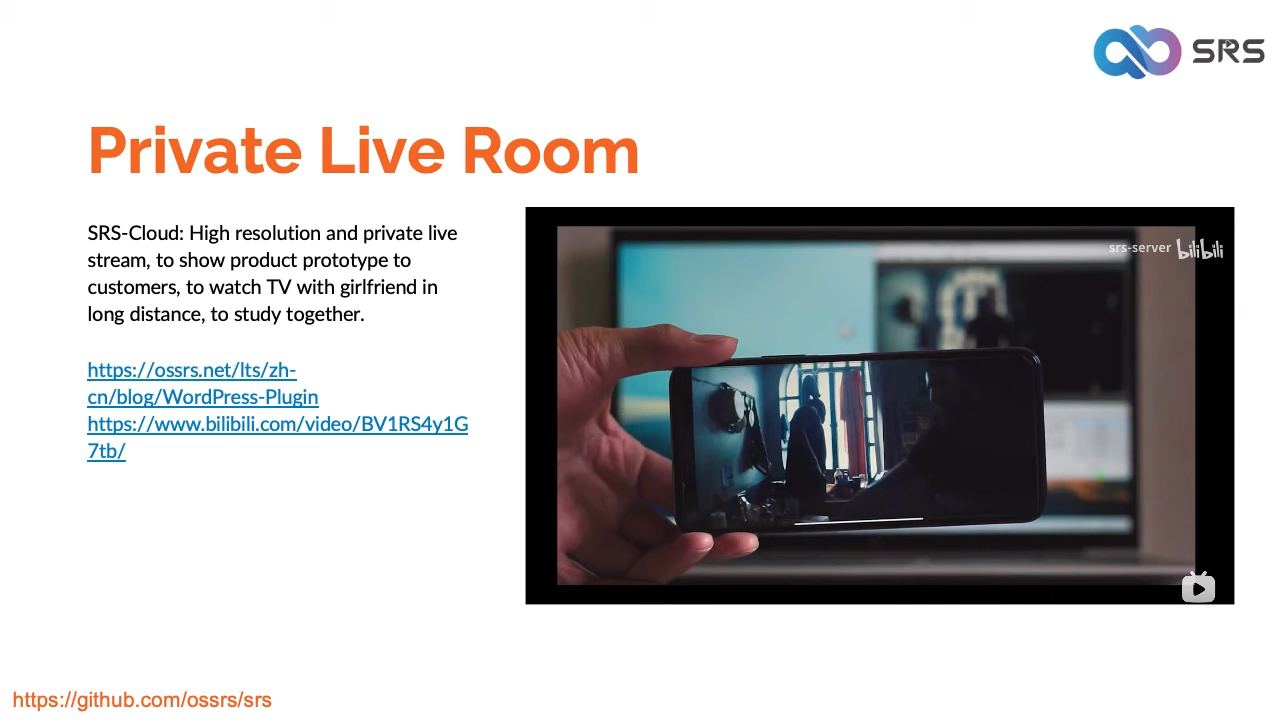 SRS
Private Live Room
SRS-Cloud: High resolution and private live
stream, to show product prototype to
customers, to watch TV with girlfriend in
long distance, to study together.
https://ossrs.net/lts/zh-
cn/blog/WordPress-Plugin
https://www.bilibili.com/video/BV1RS4y1G
7tb/
srs-server bilibili
https://github.com/ossrs/srs